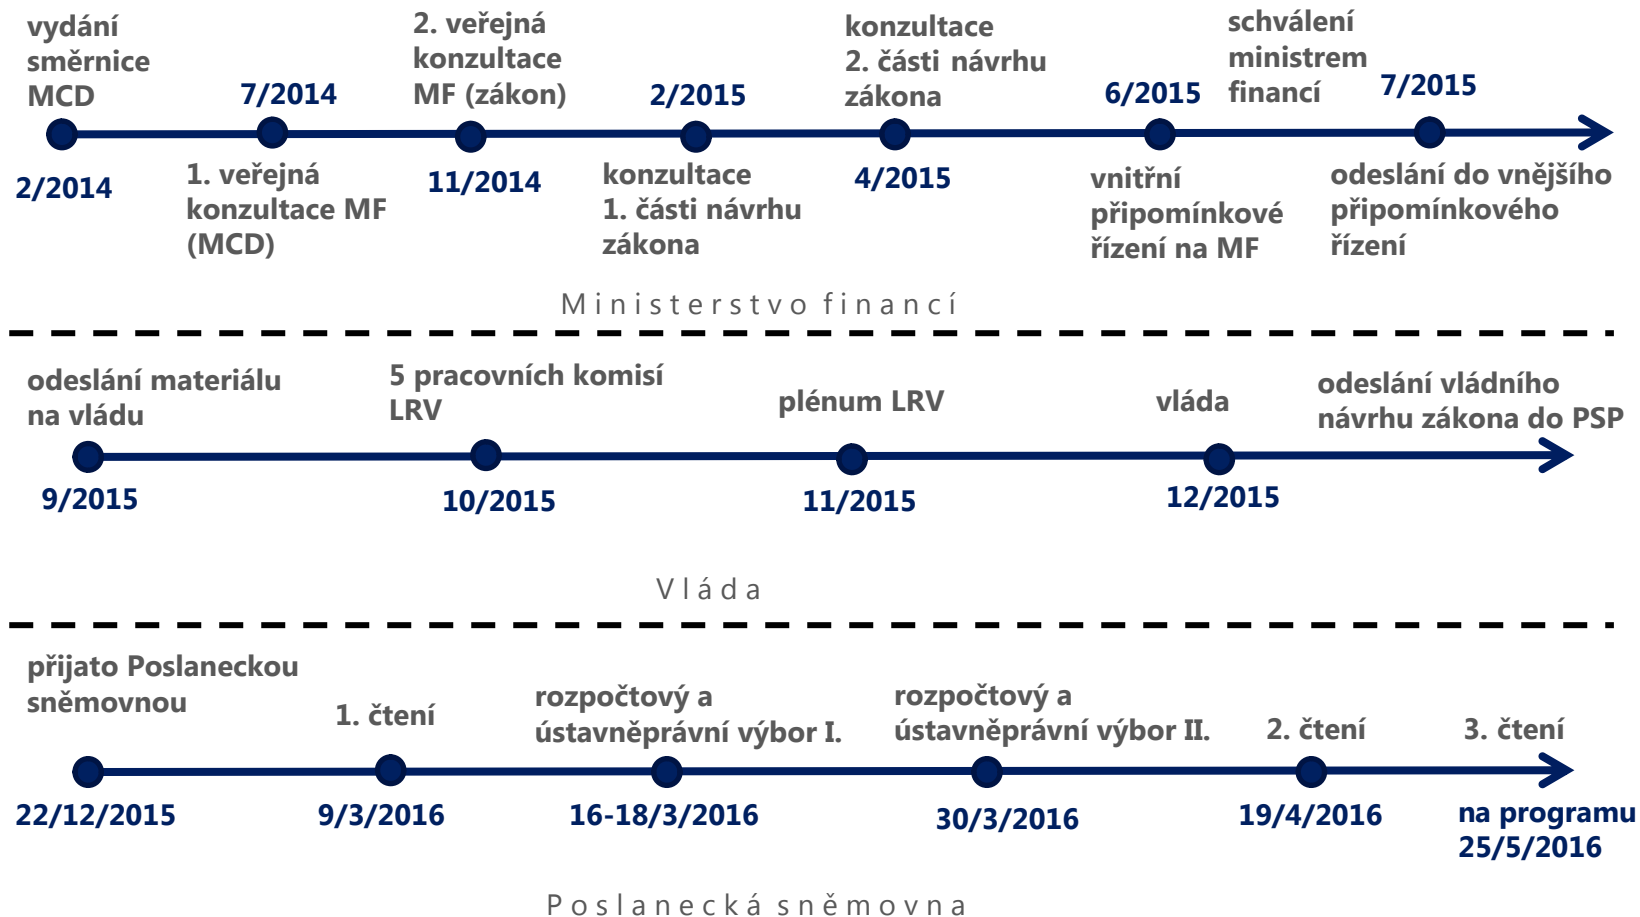 vydání
směrnice
MCD
2/2014
7/2014
1. veřejná
konzultace MF
(MCD)
2. veřejná
konzultace
MF (zákon)
11/2014
2/2015
konzultace
1. části návrhu
zákona
konzultace
2. části návrhu
zákona
4/2015
6/2015
vnitřní
připomínkové
řízení na MF
schválení
ministrem
financí
7/2015
odeslání do vnějšího
připomínkového
řízení
Ministerstvo financí
odeslání materiálu
na vládu
9/2015
5 pracovních komisí
LRV
10/2015
plénum LRV
11/2015
vláda
12/2015
odeslání vládního
návrhu zákona do PSP
Vláda
přijato Poslaneckou
sněmovnou
22/12/2015
1. čtení
9/3/2016
rozpočtový a
ústavněprávní výbor I.
16-18/3/2016
rozpočtový a
ústavněprávní výbor II.
30/3/2016
2. čtení
19/4/2016
3. čtení
na programu
25/5/2016
Poslanecká sněmovna